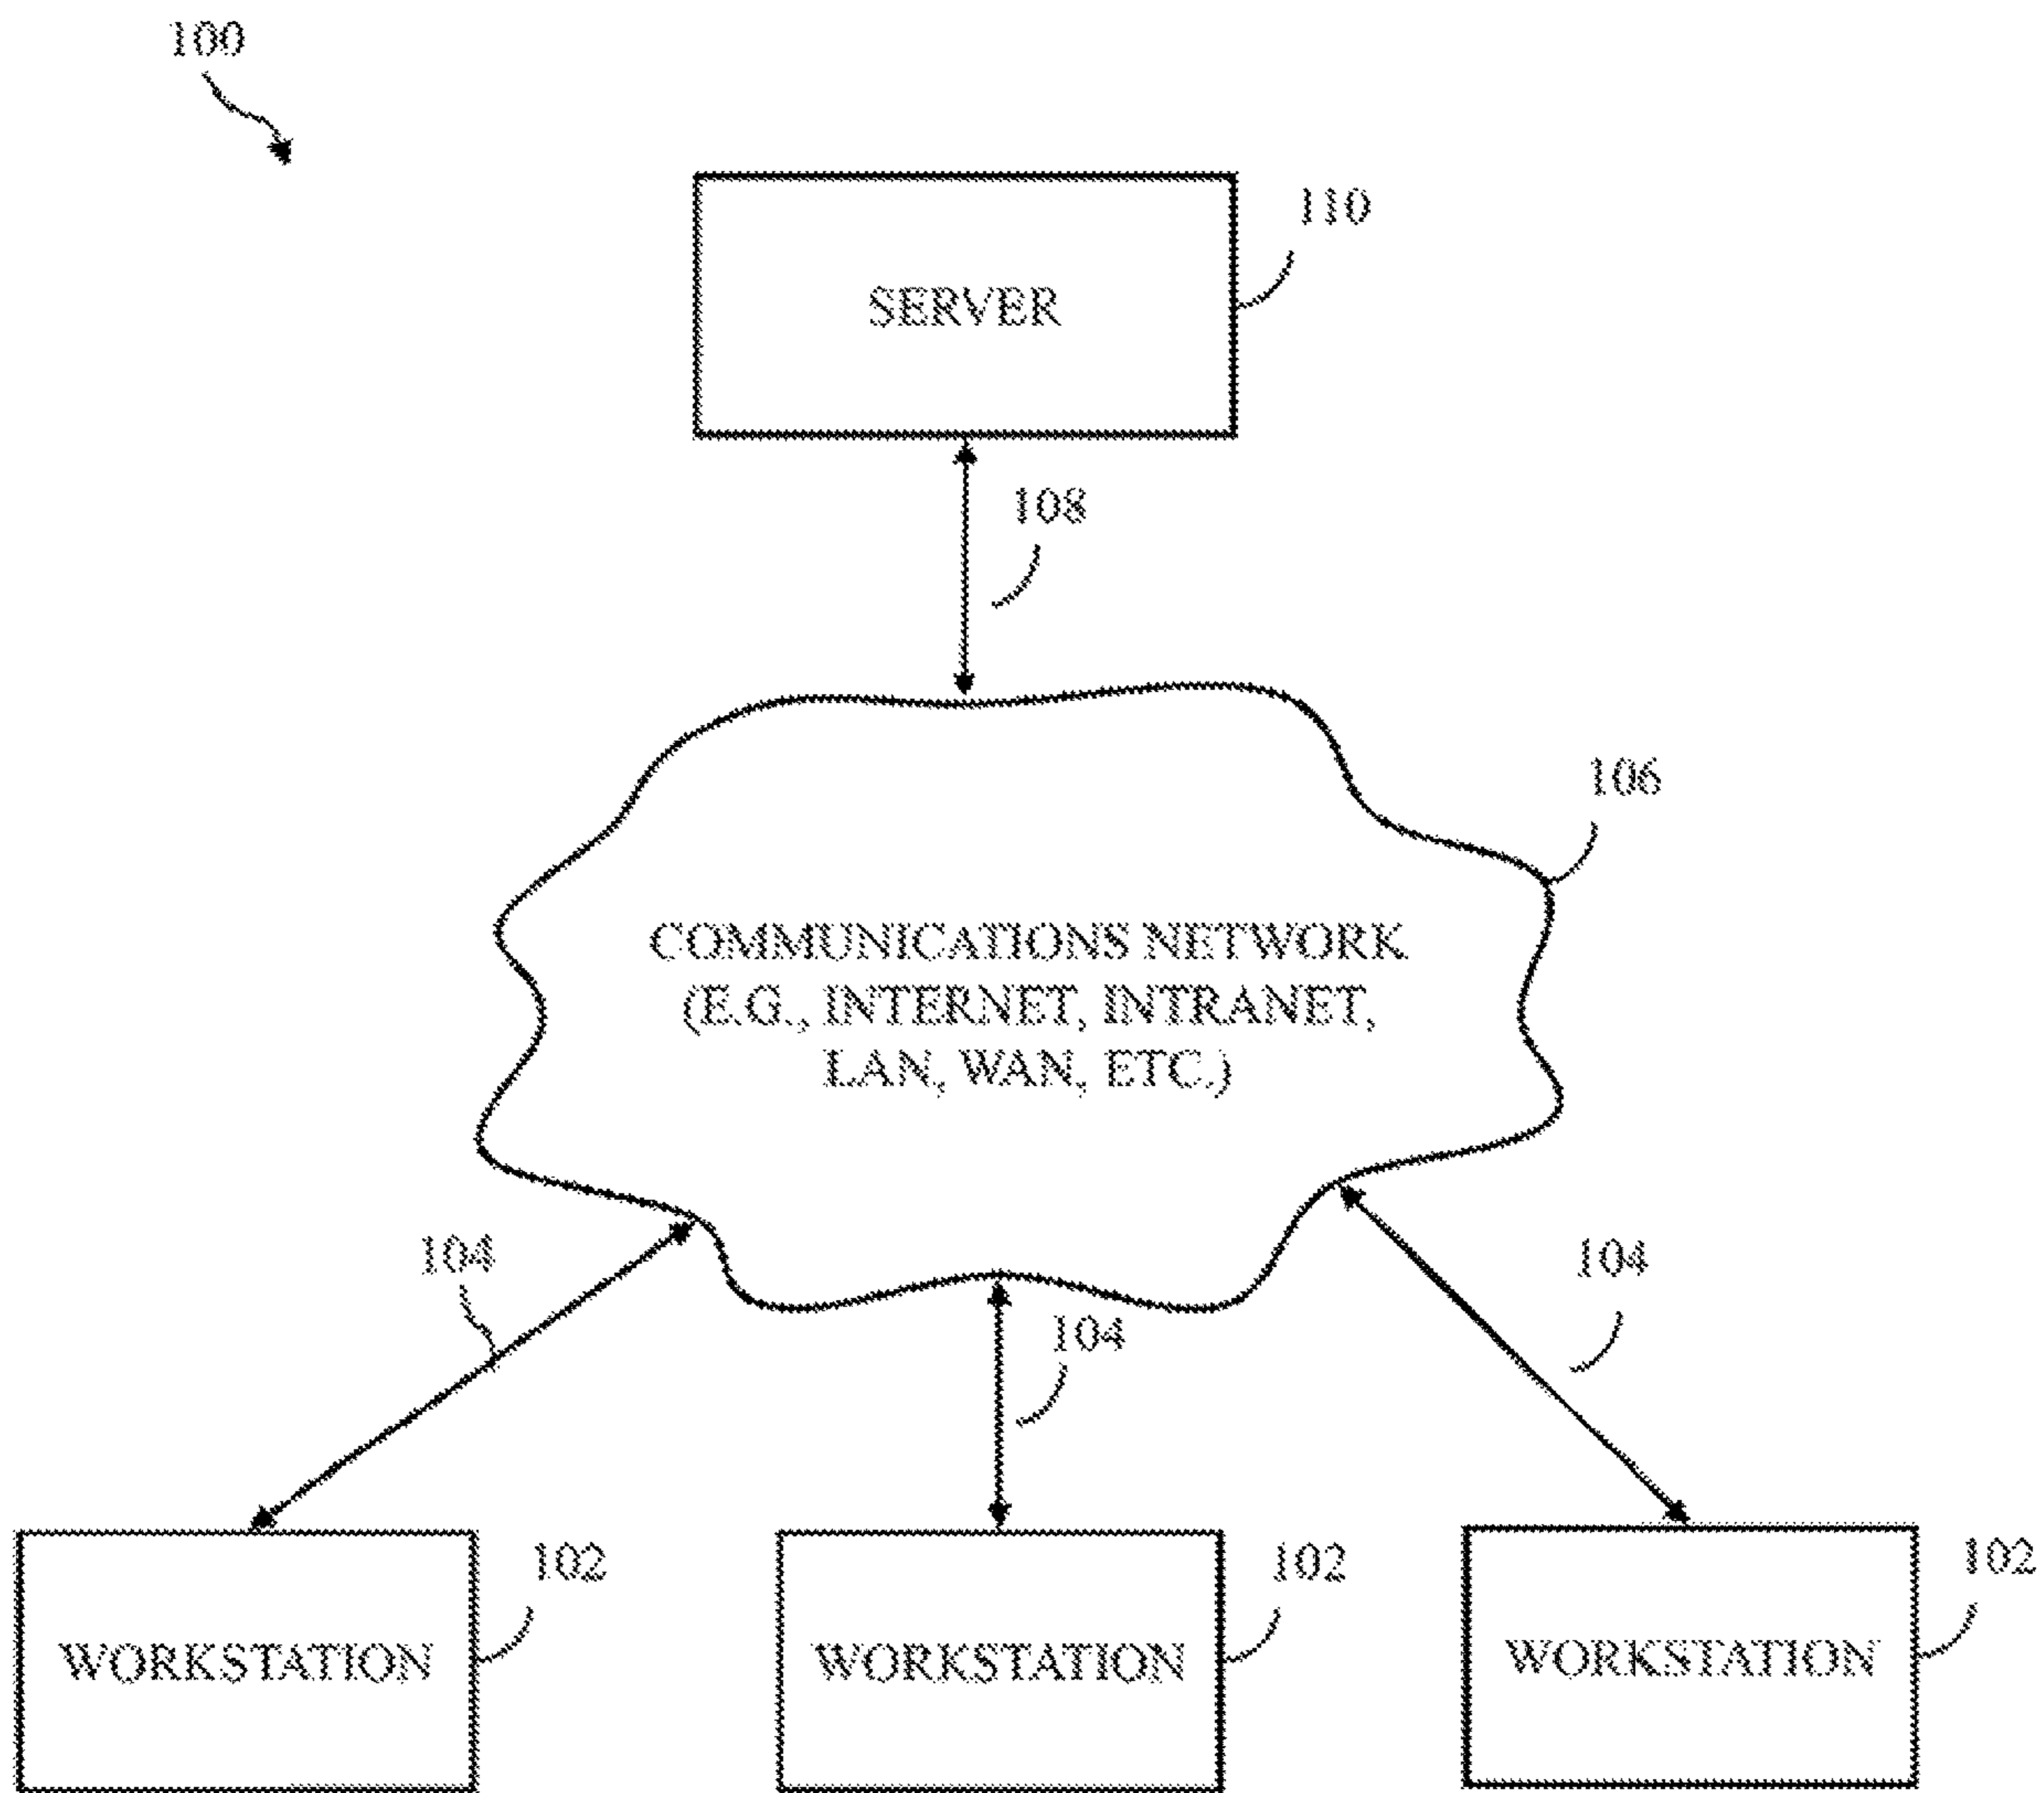 100
110
SERVER
108
106
COMMUNICATIONS NETWORK
(E.G., INTERNET, INTRANET,
LAN, WAN, ETC.)
104
104
104
102
102
102
WORKSTATION
WORKSTATION
WORKSTATION